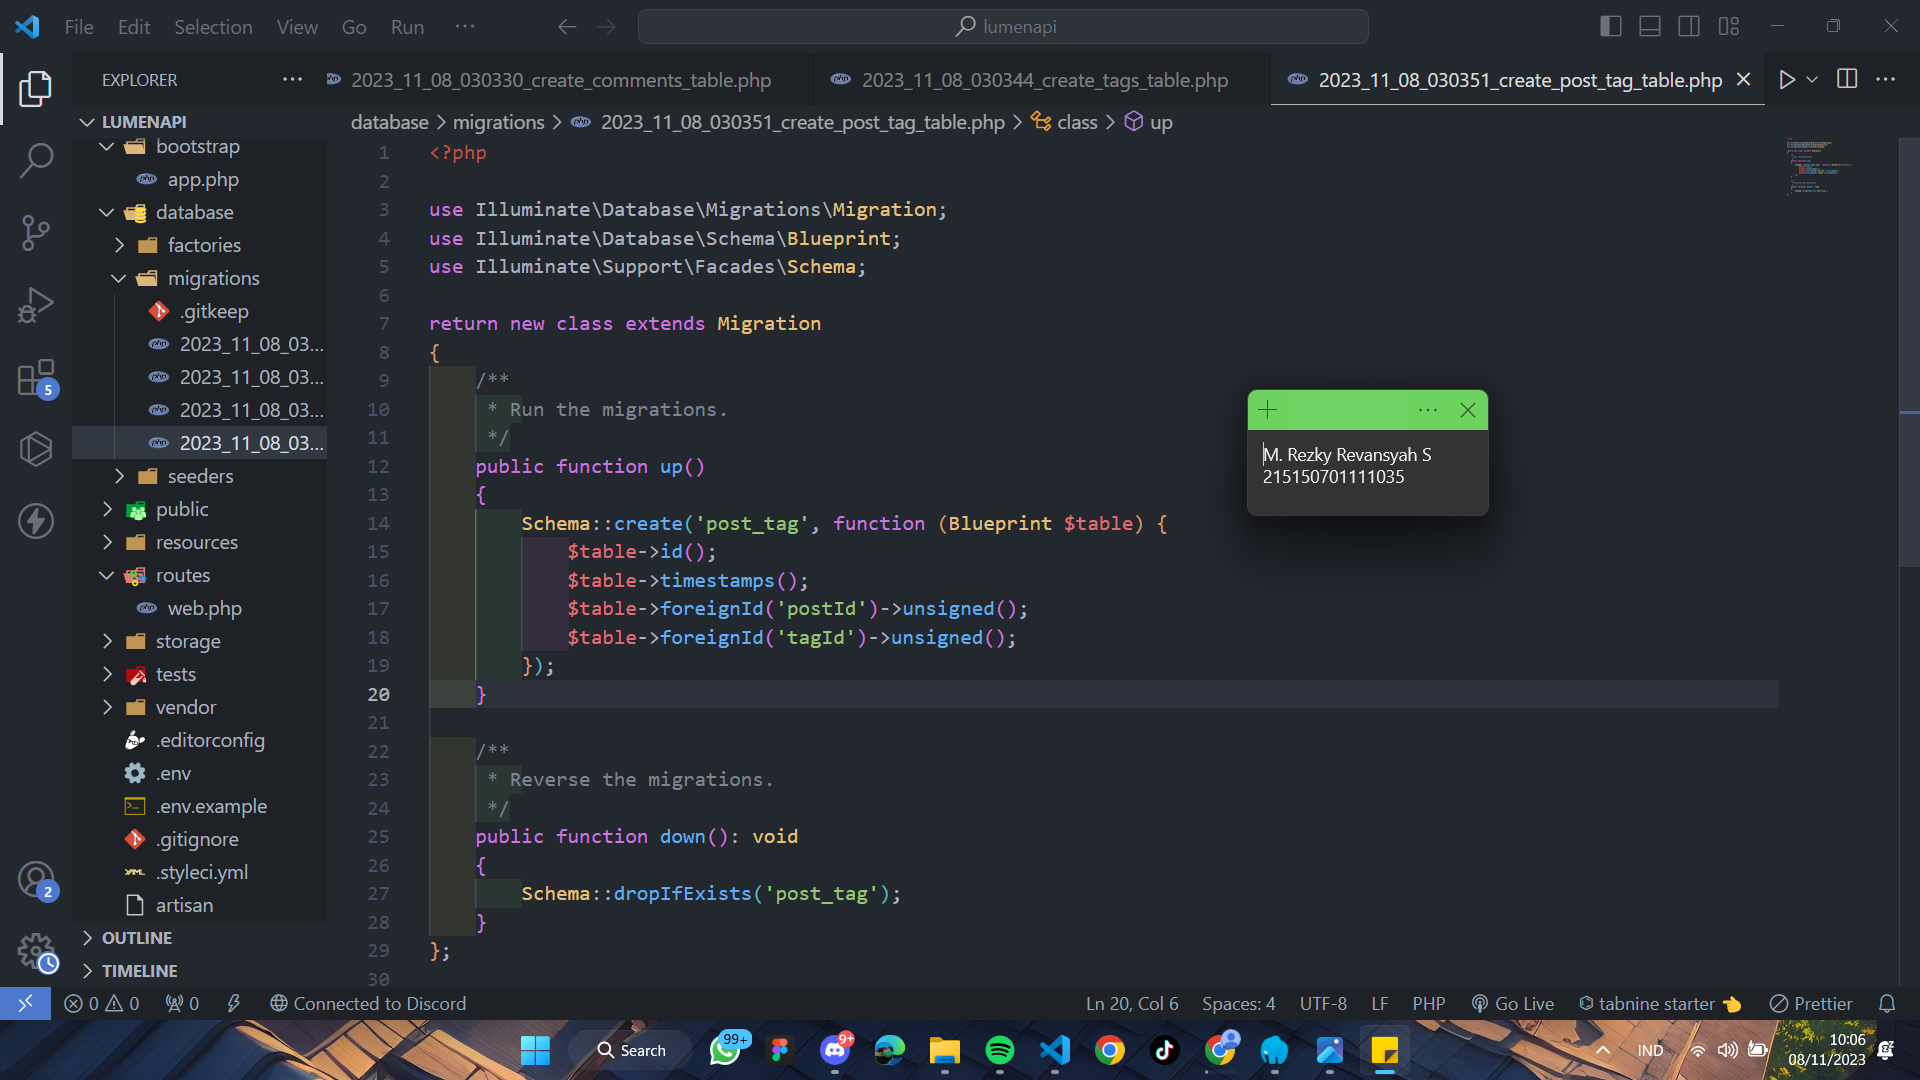 File Edit Selection View Go Run ··· lumenapi
EXPLORER ···
2023_11_08_030330_create_comments_table.php 2023_11_08_030344_create_tags_table.php 2023_11_08_030351_create_post_tag_table.php
LUMENAPI
bootstrap
app.php
database
factories
migrations
.gitkeep
2023_11_08_03...
2023_11_08_03...
2023_11_08_03...
2023_11_08_03...
seeders
public
resources
routes
web.php
storage
tests
vendor
.editorconfig
.env
.env.example
.gitignore
.styleci.yml
artisan
OUTLINE
TIMELINE
5
2
database > migrations > 2023_11_08_030351_create_post_tag_table.php > class > up
1 <?php
2
3 use Illuminate\Database\Migrations\Migration;
4 use Illuminate\Database\Schema\Blueprint;
5 use Illuminate\Support\Facades\Schema;
6
7 return new class extends Migration
8 {
9 /**
10 * Run the migrations.
11 */
12 public function up()
13 {
14 Schema::create('post_tag', function (Blueprint $table) {
15 $table->id();
16 $table->timestamps();
17 $table->foreignId('postId')->unsigned();
18 $table->foreignId('tagId')->unsigned();
19 });
20 }
21
22 /**
23 * Reverse the migrations.
24 */
25 public function down(): void
26 {
27 Schema::dropIfExists('post_tag');
28 }
29 };
30
M. Rezky Revansyah S
215150701111035
0 0 0 Connected to Discord Ln 20, Col 6 Spaces: 4 UTF-8 LF PHP Go Live tabnine starter Prettier
Search 99+ 9+ IND 10:06
08/11/2023